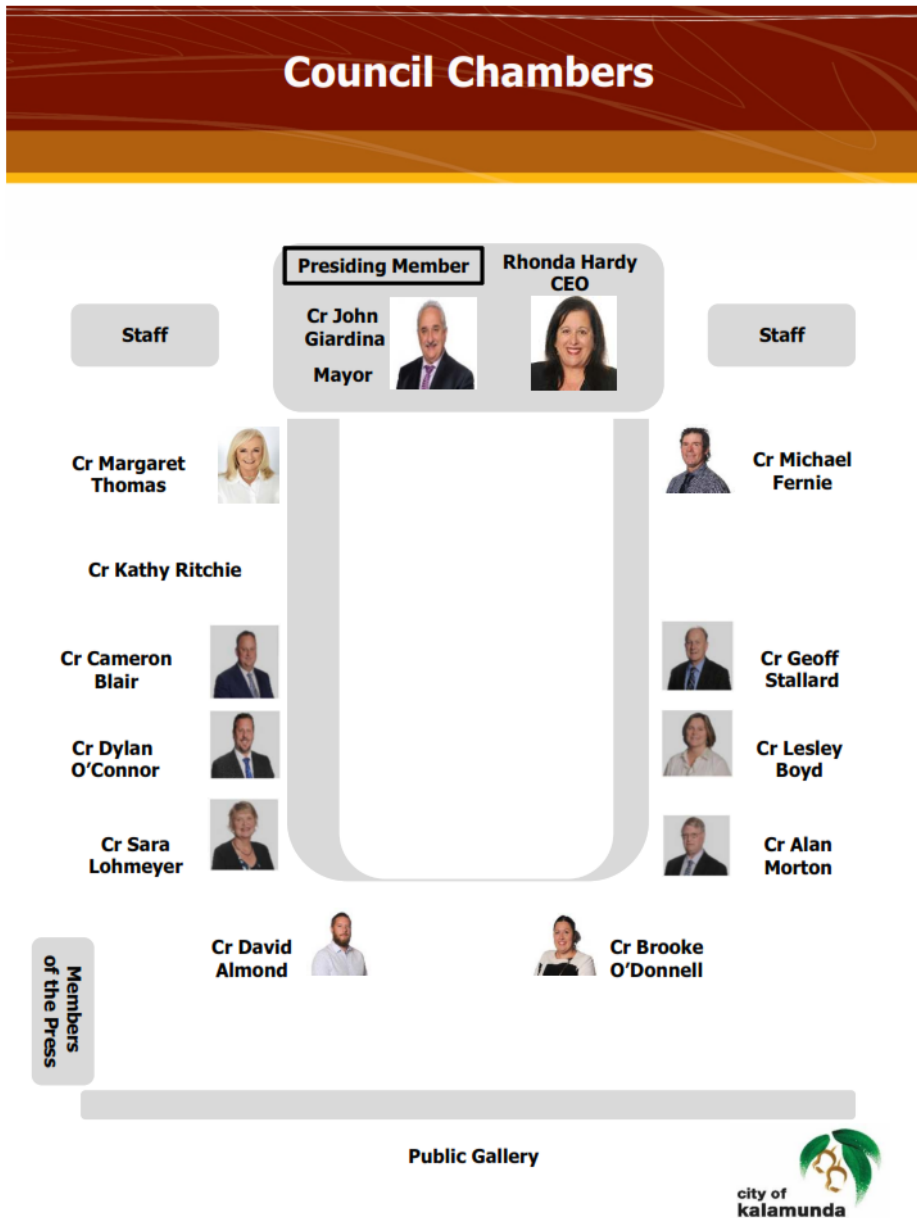 Council Chambers
Presiding Member
Rhonda Hardy
CEO
Cr John
Giardina
Mayor
Staff
Staff
Cr Margaret
Thomas
Cr Michael
Fernie
Cr Kathy Ritchie
Cr Cameron
Blair
Cr Geoff
Stallard
Cr Dylan
O'Connor
Cr Lesley
Boyd
Cr Sara
Lohmeyer
Cr Alan
Morton
Cr David
Almond
Cr Brooke
O'Donnell
Members
of the Press
Public Gallery
city of
kalamunda